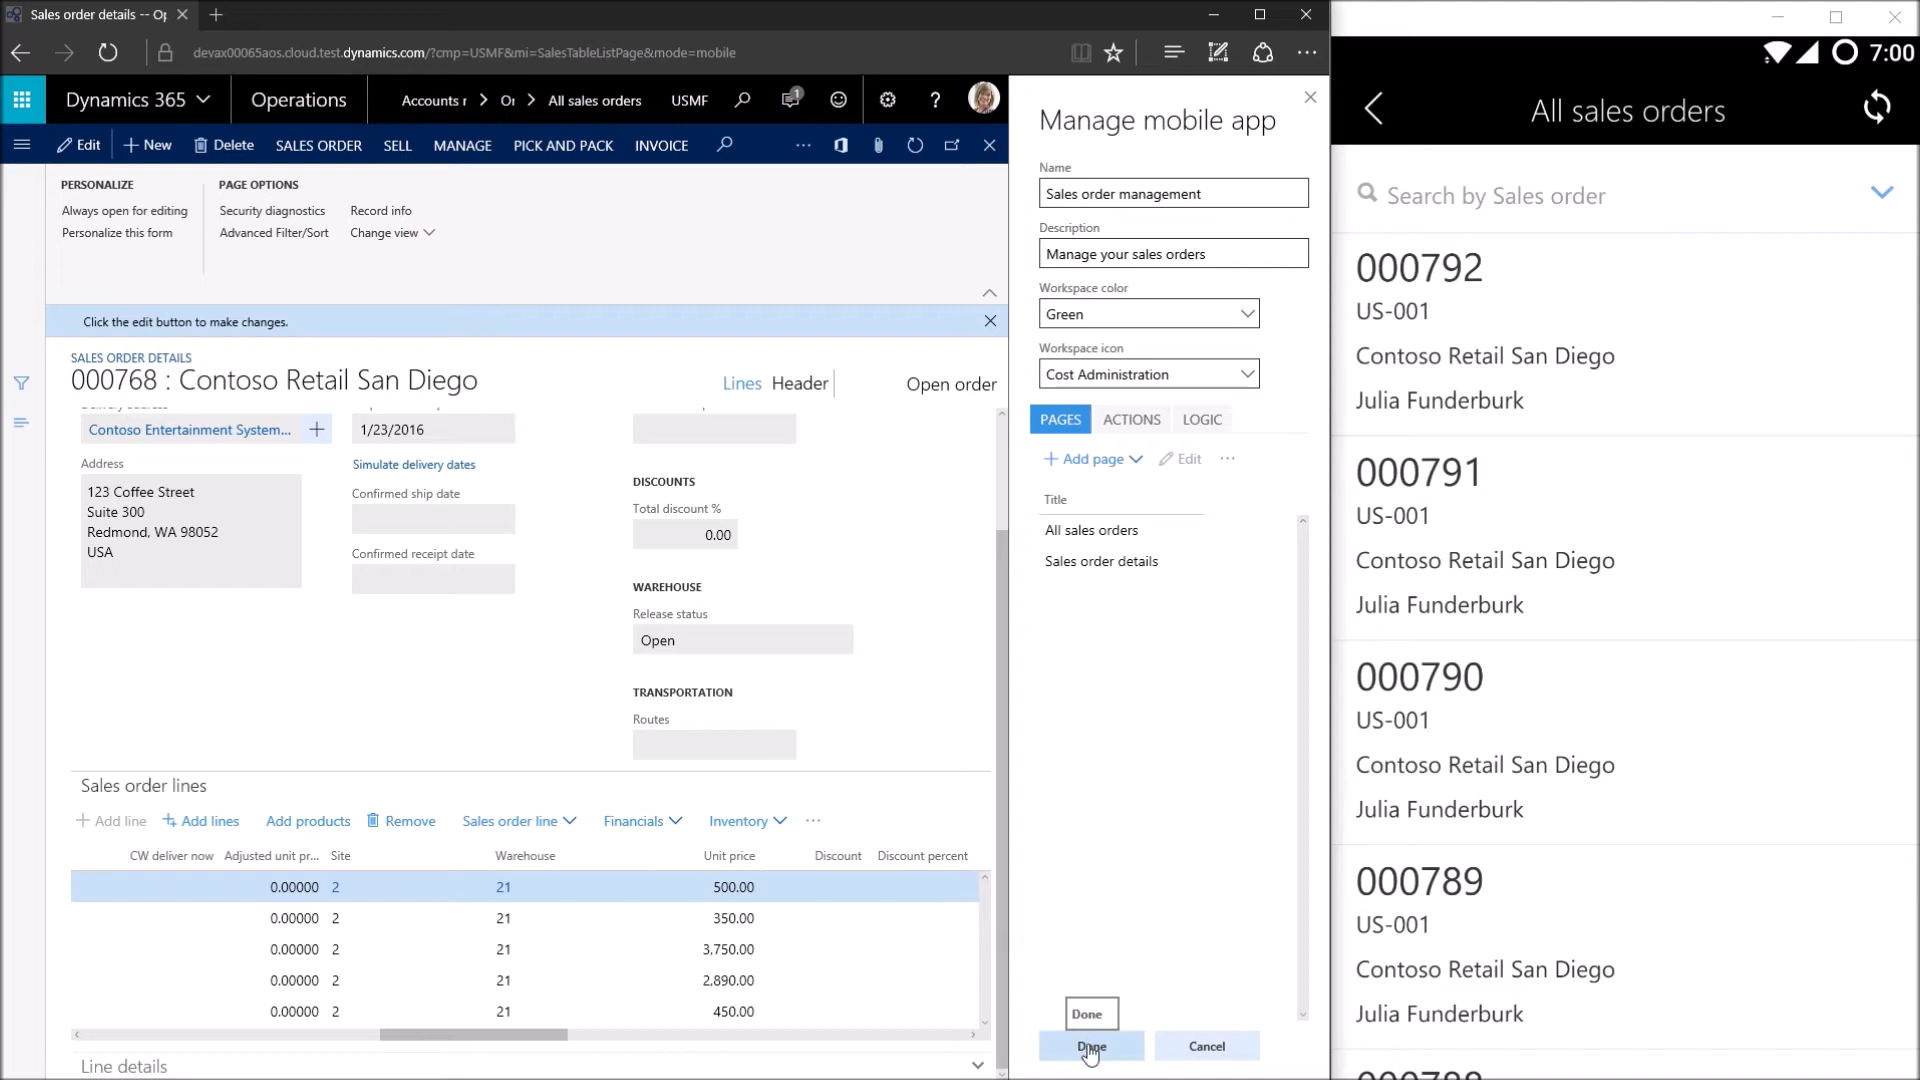 Sales order details -- Op
devax00065aos.cloud.test.dynamics.com/?cmp=USMF&mi=SalesTableListPage&mode=mobile
Dynamics 365
Operations
Accounts r
Or
All sales orders
USMF
1
Edit
New
Delete
SALES ORDER
SELL
MANAGE
PICK AND PACK
INVOICE
PERSONALIZE
Always open for editing
Personalize this form
PAGE OPTIONS
Security diagnostics
Record info
Advanced Filter/Sort
Change view
Click the edit button to make changes.
SALES ORDER DETAILS
000768 : Contoso Retail San Diego
Lines
Header
Open order
Contoso Entertainment System...
1/23/2016
Address
123 Coffee Street
Suite 300
Redmond, WA 98052
USA
Simulate delivery dates
Confirmed ship date
Confirmed receipt date
DISCOUNTS
Total discount %
0.00
WAREHOUSE
Release status
Open
TRANSPORTATION
Routes
Sales order lines
Add line
Add lines
Add products
Remove
Sales order line
Financials
Inventory
CW deliver now Adjusted unit pr... Site Warehouse Unit price Discount Discount percent
0.00000 2 21 500.00
0.00000 2 21 350.00
0.00000 2 21 3,750.00
0.00000 2 21 2,890.00
0.00000 2 21 450.00
Line details
Manage mobile app
Name
Sales order management
Description
Manage your sales orders
Workspace color
Green
Workspace icon
Cost Administration
PAGES
ACTIONS
LOGIC
Add page
Edit
Title
All sales orders
Sales order details
Done
Done
Cancel
7:00
All sales orders
Search by Sales order
000792
US-001
Contoso Retail San Diego
Julia Funderburk
000791
US-001
Contoso Retail San Diego
Julia Funderburk
000790
US-001
Contoso Retail San Diego
Julia Funderburk
000789
US-001
Contoso Retail San Diego
Julia Funderburk